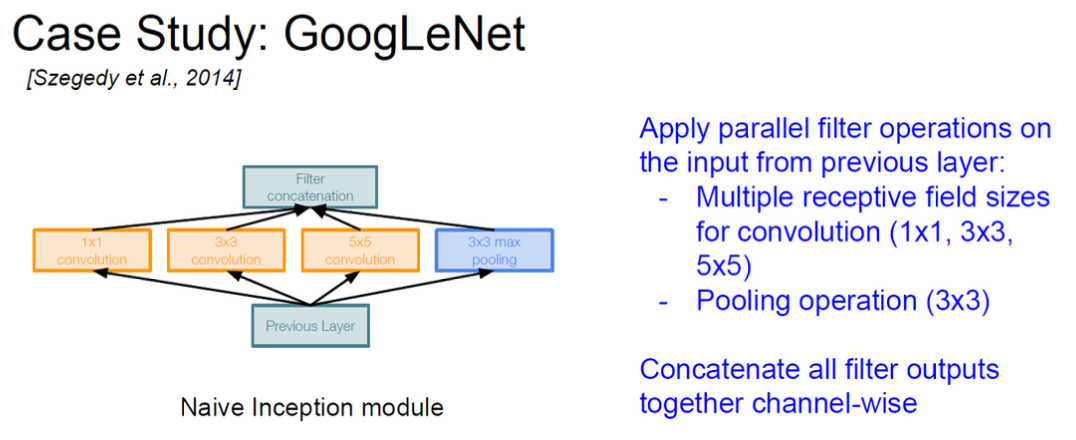 Case Study: GoogLeNet
[Szegedy et al., 2014]
Filter
concatenation
1x1
convolution
3x3
convolution
5x5
convolution
3x3 max
pooling
Previous Layer
Naive Inception module
Apply parallel filter operations on
the input from previous layer:
- Multiple receptive field sizes
for convolution (1x1, 3x3,
5x5)
- Pooling operation (3x3)
Concatenate all filter outputs
together channel-wise